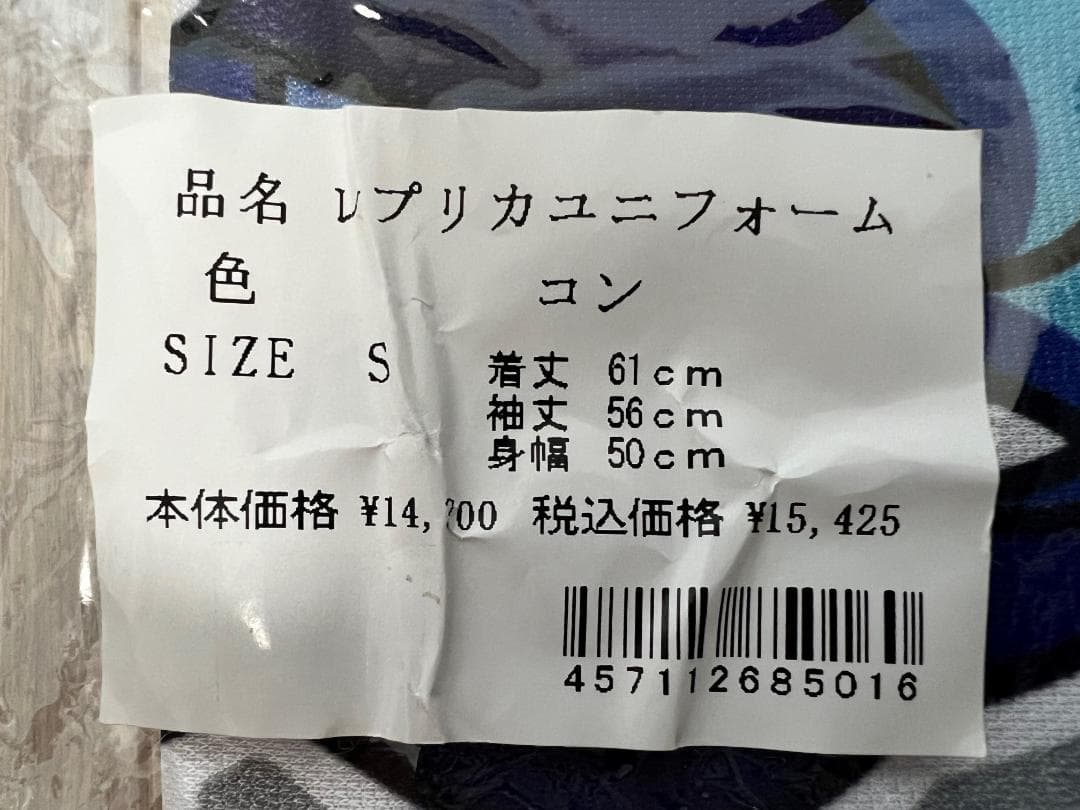 品名 レプリカユニフォーム
色 コン
SIZE S 着丈 61cm
袖丈 56cm
身幅 50cm
本体価格 税込価格 ¥15,425
457112685016